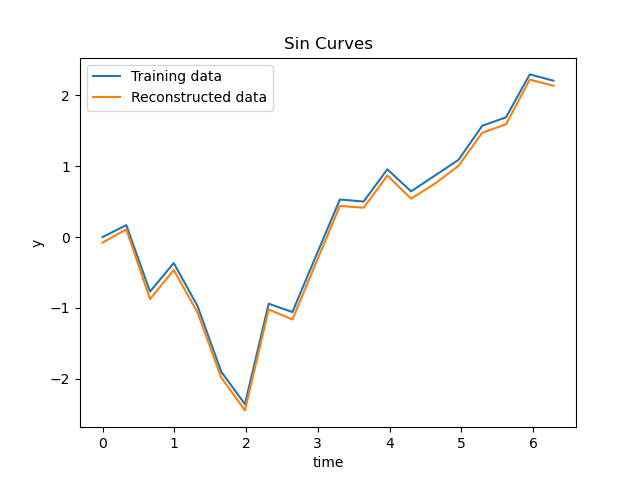 Sin Curves
Training data
Reconstructed data
2
1
0
−1
−2
y
0 1 2 3 4 5 6
time